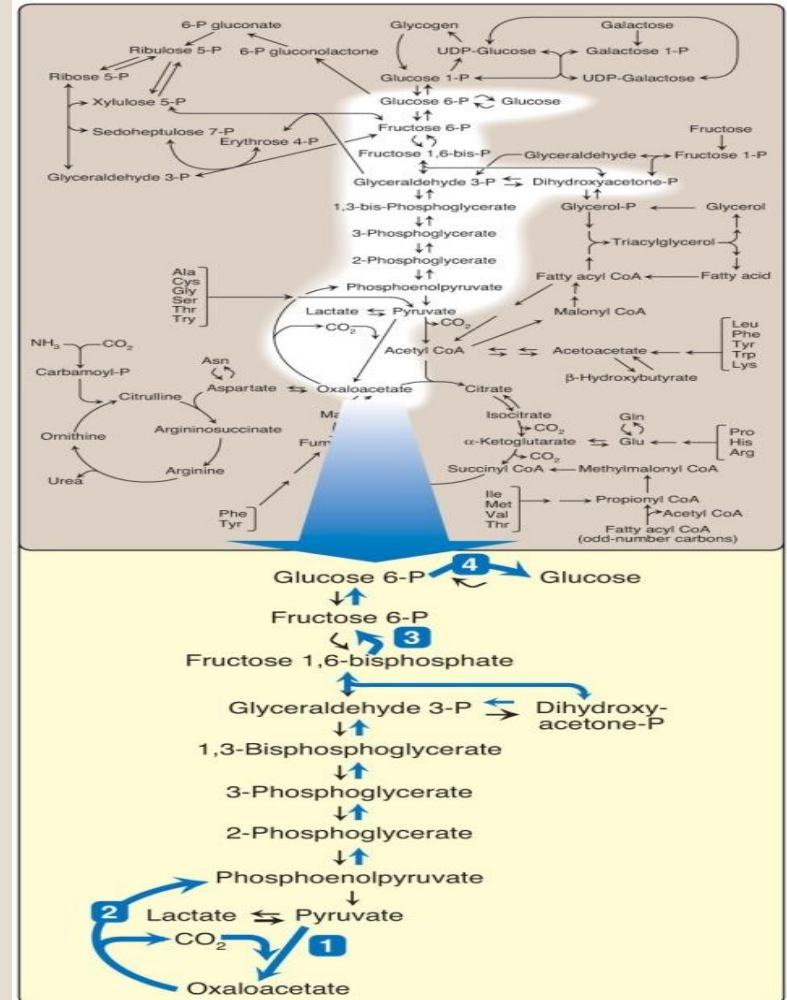 6-P gluconate
Glycogen
Galactose
Ribulose 5-P
6-P gluconolactone
UDP-Glucose
Galactose 1-P
Ribose 5-P
Glucose 1-P
UDP-Galactose
Xylulose 5-P
Glucose 6-P
Glucose
Fructose 6-P
Sedoheptulose 7-P
Erythrose 4-P
Fructose
Fructose 1,6-bis-P
Glyceraldehyde
Fructose 1-P
Glyceraldehyde 3-P
Glyceraldehyde 3-P
Dihydroxyacetone-P
1,3-bis-Phosphoglycerate
Glycerol-P
Glycerol
3-Phosphoglycerate
Triacylglycerol
2-Phosphoglycerate
Fatty acyl CoA
Fatty acid
Phosphoenolpyruvate
Ala
Cys
Gly
Ser
Thr
Try
Lactate
Pyruvate
Malonyl CoA
CO2
CO2
Leu
Phe
Tyr
Trp
Lys
NH3
CO2
Acetyl CoA
Acetoacetate
Carbamoyl-P
Asn
β-Hydroxybutyrate
Aspartate
Oxaloacetate
Citrate
Citrulline
Ma
Isocitrate
CO2
Gln
Ornithine
Argininosuccinate
Fum
α-Ketoglutarate
Glu
Pro
His
Arg
CO2
Arginine
Succinyl CoA
Methylmalonyl CoA
Urea
Ile
Met
Val
Thr
Propionyl CoA
Phe
Tyr
Acetyl CoA
Fatty acyl CoA
(odd-number carbons)
Glucose 6-P
4
Glucose
Fructose 6-P
3
Fructose 1,6-bisphosphate
Glyceraldehyde 3-P
Dihydroxy-
acetone-P
1,3-Bisphosphoglycerate
3-Phosphoglycerate
2-Phosphoglycerate
Phosphoenolpyruvate
2
Lactate
Pyruvate
CO2
1
Oxaloacetate